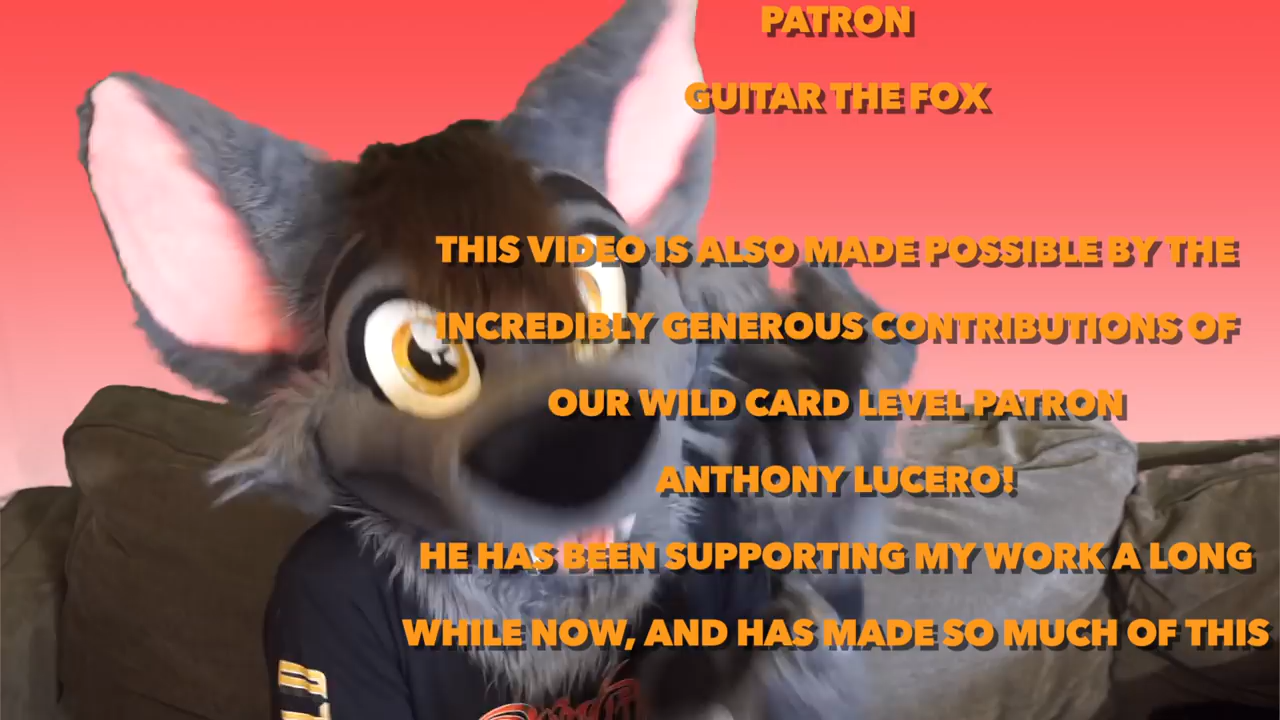 PATRON
GUITAR THE FOX
THIS VIDEO IS ALSO MADE POSSIBLE BY THE
INCREDIBLY GENEROUS CONTRIBUTIONS OF
OUR WILD CARD LEVEL PATRON
ANTHONY LUCERO!
HE HAS BEEN SUPPORTING MY WORK A LONG
WHILE NOW, AND HAS MADE SO MUCH OF THIS